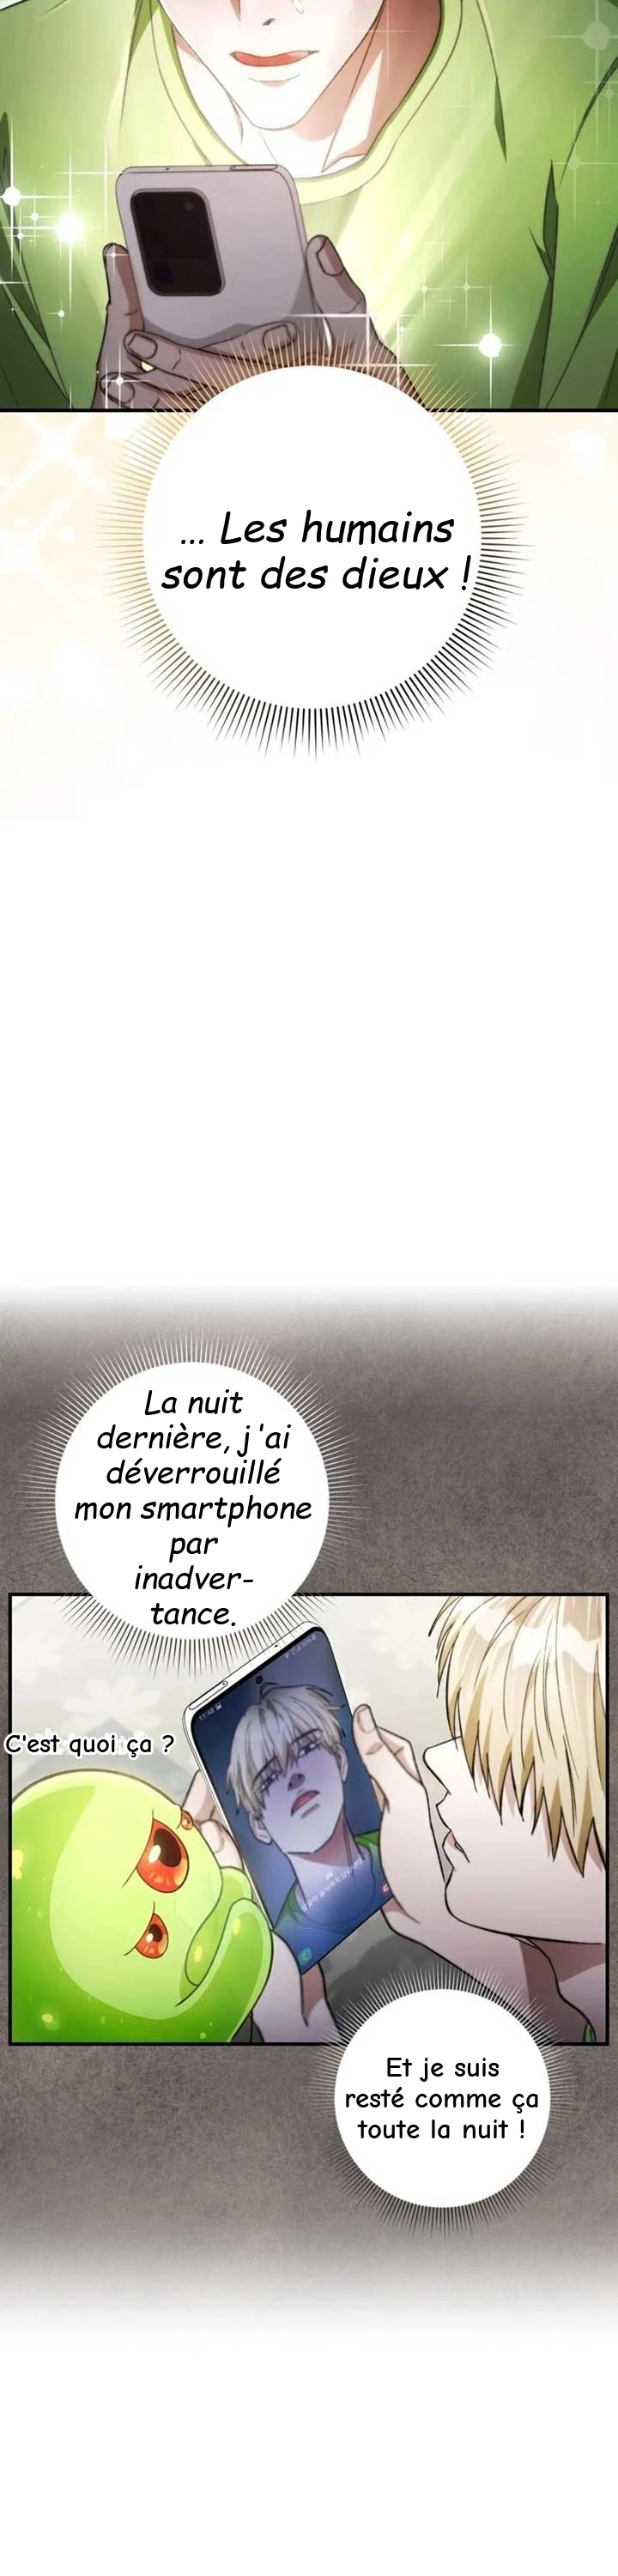 ... Les humains
sont des dieux !
La nuit
dernière, j'ai
déverrouillé
mon smartphone
par
inadver-
tance.
C'est quoi ça ?
Et je suis
resté comme ça
toute la nuit !